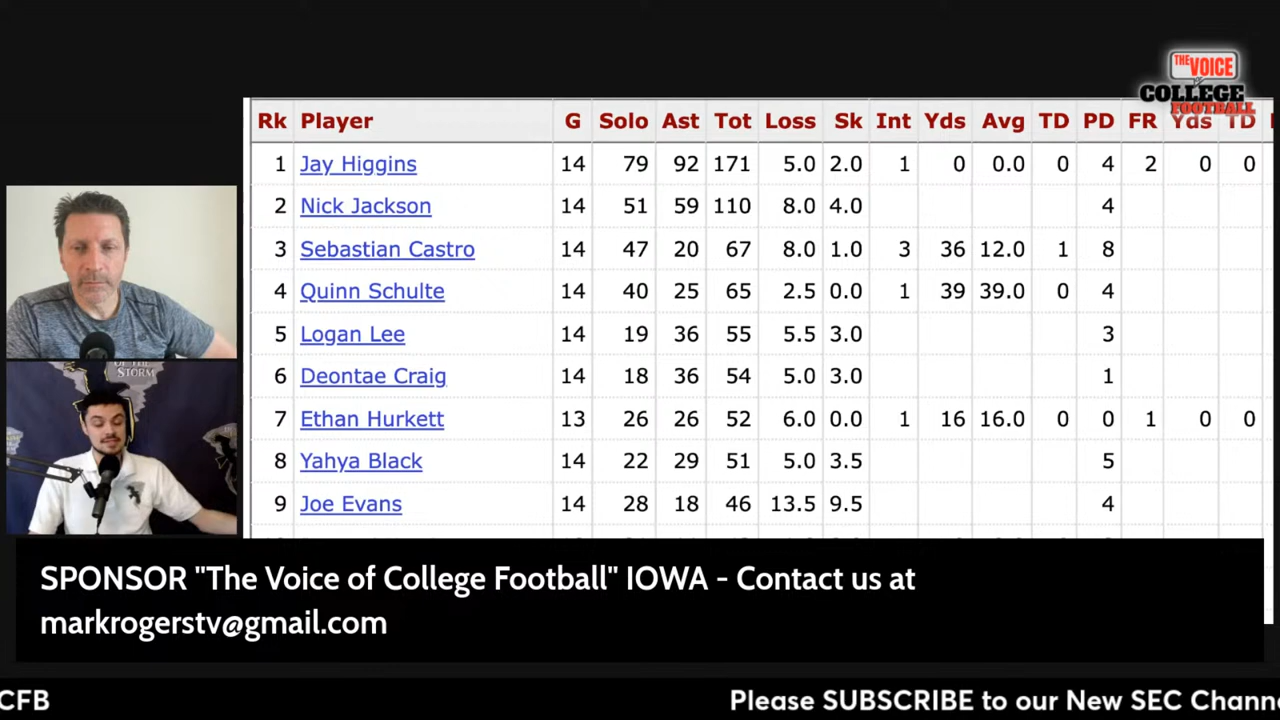 THE VOICE
OF
COLLEGE
FOOTBALL
Rk Player G Solo Ast Tot Loss Sk Int Yds Avg TD PD FR Yds TD
1 Jay Higgins 14 79 92 171 5.0 2.0 1 0 0.0 0 4 2 0 0
2 Nick Jackson 14 51 59 110 8.0 4.0 4
3 Sebastian Castro 14 47 20 67 8.0 1.0 3 36 12.0 1 8
4 Quinn Schulte 14 40 25 65 2.5 0.0 1 39 39.0 0 4
5 Logan Lee 14 19 36 55 5.5 3.0 3
6 Deontae Craig 14 18 36 54 5.0 3.0 1
7 Ethan Hurkett 13 26 26 52 6.0 0.0 1 16 16.0 0 0 1 0 0
8 Yahya Black 14 22 29 51 5.0 3.5 5
9 Joe Evans 14 28 18 46 13.5 9.5 4
OF THE
STORM
SPONSOR "The Voice of College Football" IOWA - Contact us at
markrogerstv@gmail.com
CFB Please SUBSCRIBE to our New SEC Chann